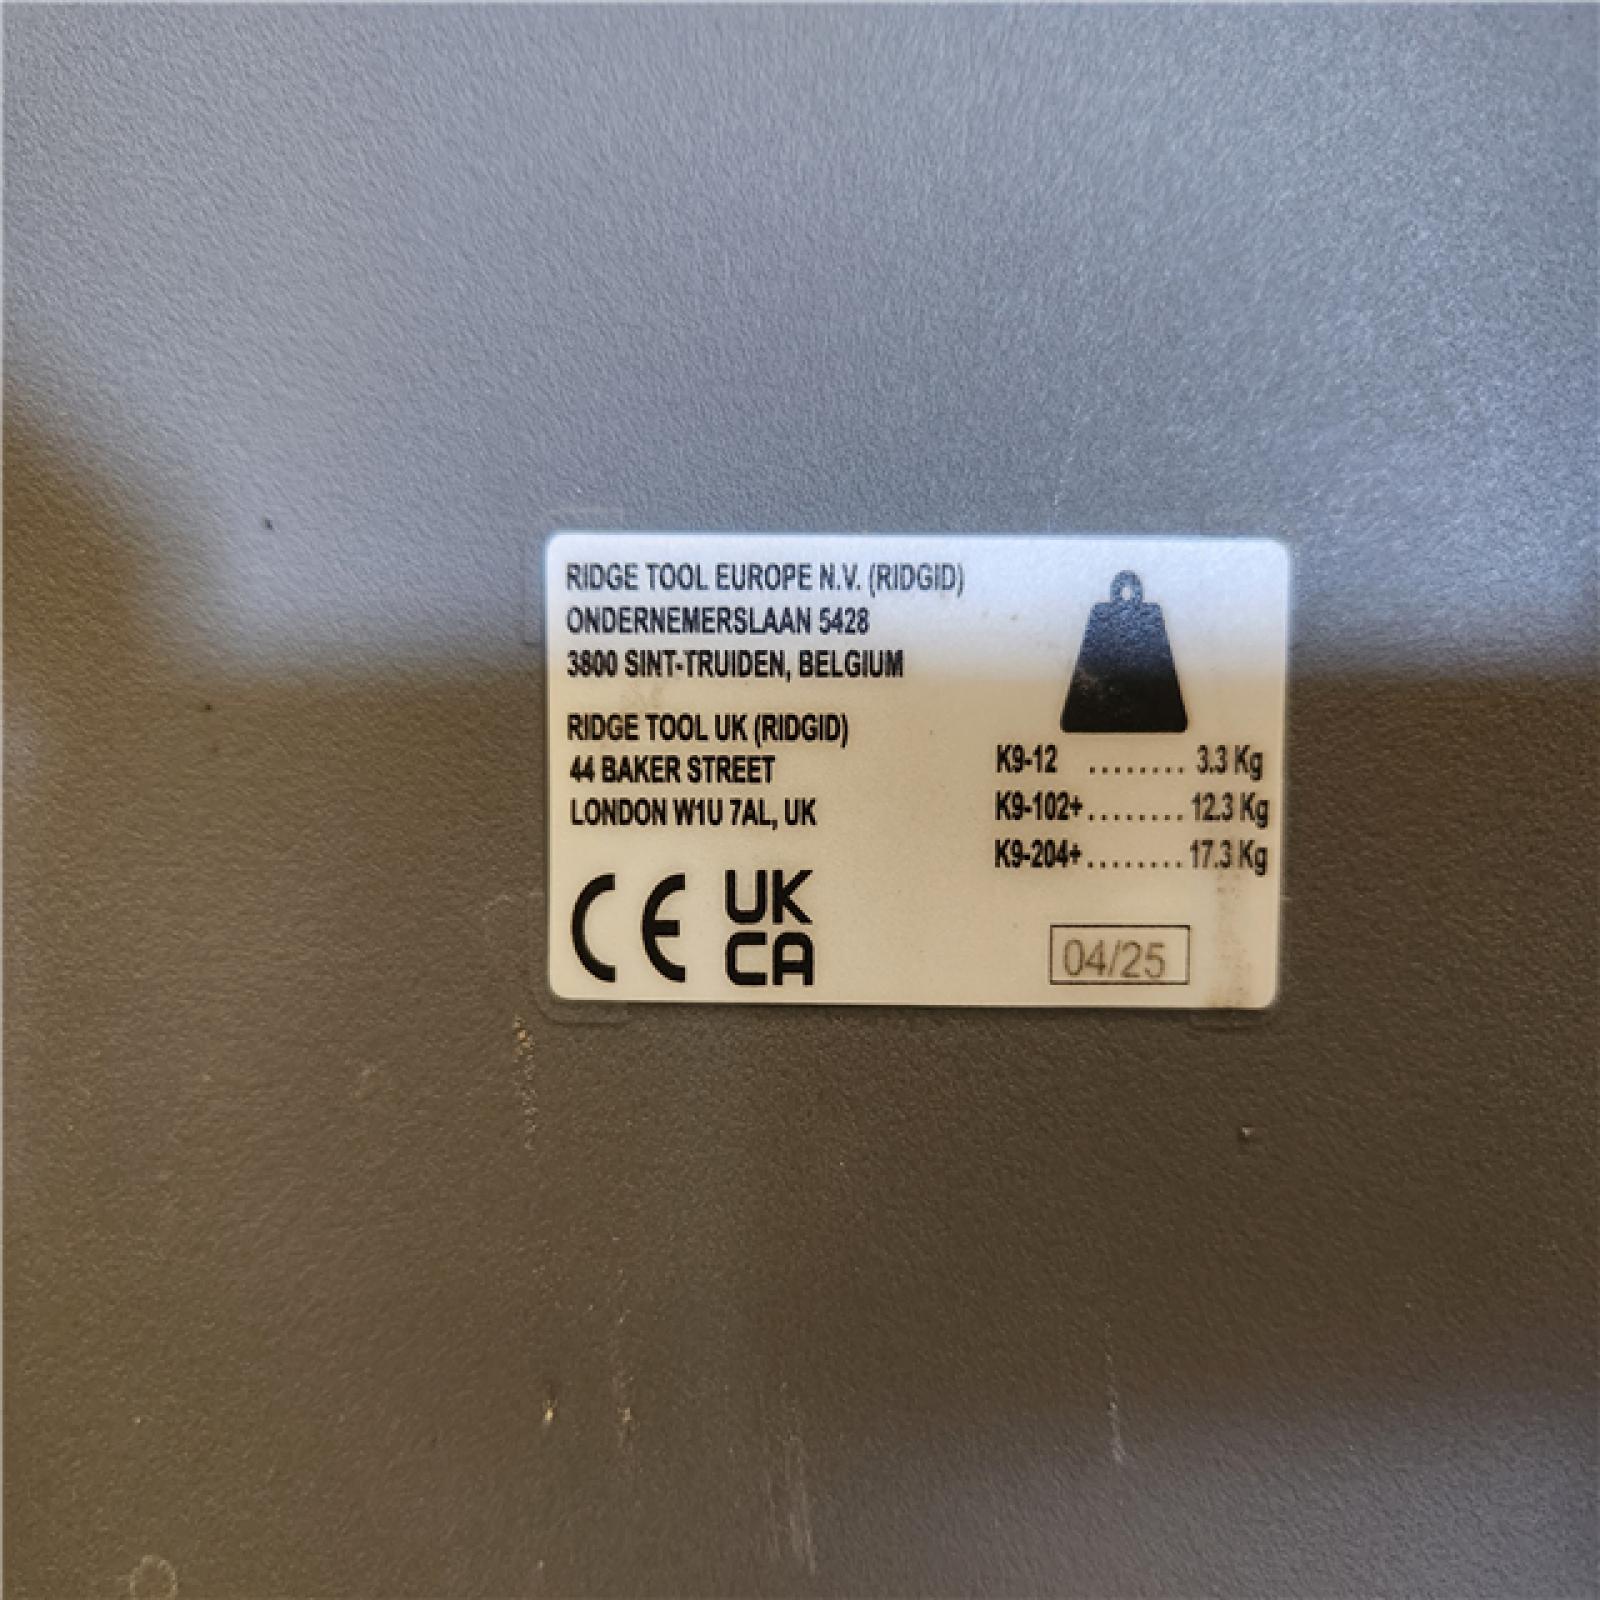 RIDGE TOOL EUROPE N.V. (RIDGID)
ONDERNEMERSLAAN 5428
3800 SINT-TRUIDEN, BELGIUM
RIDGE TOOL UK (RIDGID)
44 BAKER STREET
LONDON W1U 7AL, UK
CE UK
CA
K9-12 ........ 3.3 Kg
K9-102+ ........ 12.3 Kg
K9-204+ ........ 17.3 Kg
04/25